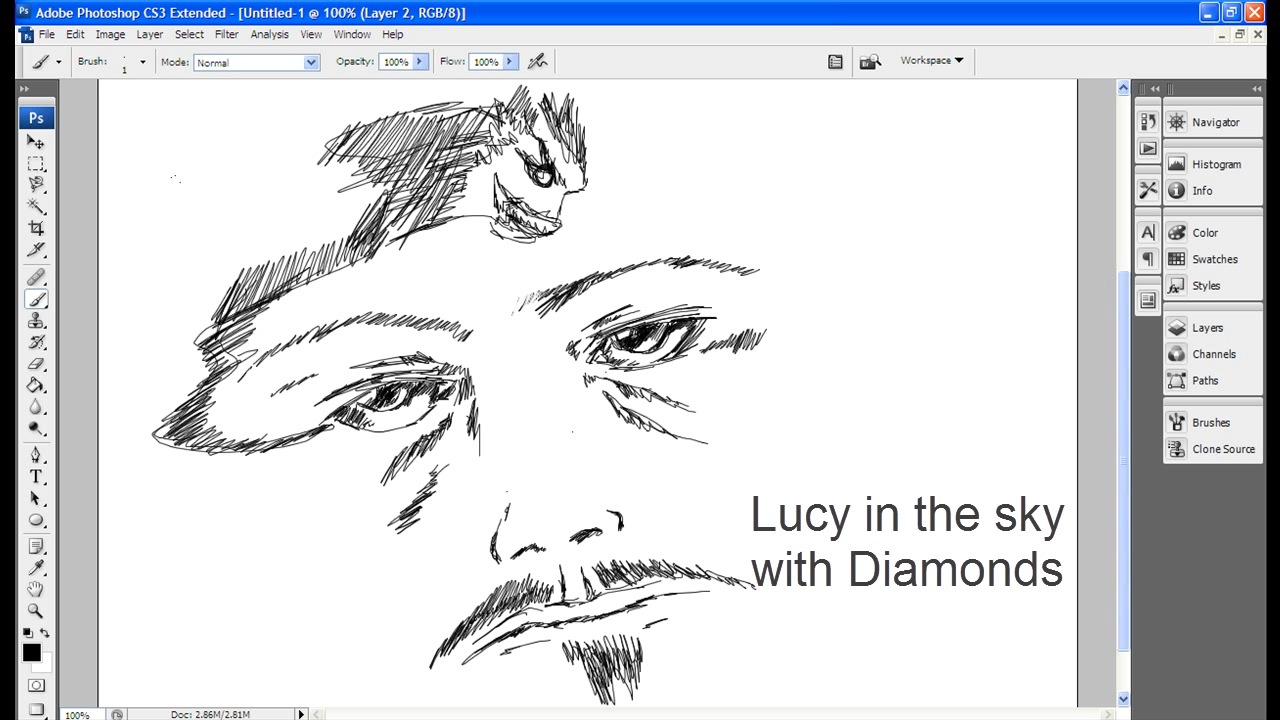 Ps Adobe Photoshop CS3 Extended - [Untitled-1 @ 100% (Layer 2, RGB/8)]
File Edit Image Layer Select Filter Analysis View Window Help
Brush: 1 Mode: Normal Opacity: 100% Flow: 100% Workspace
Ps
Navigator
Histogram
Info
Color
Swatches
Styles
Layers
Channels
Paths
Brushes
Clone Source
Lucy in the sky
with Diamonds
100% Doc: 2.86M/2.81M